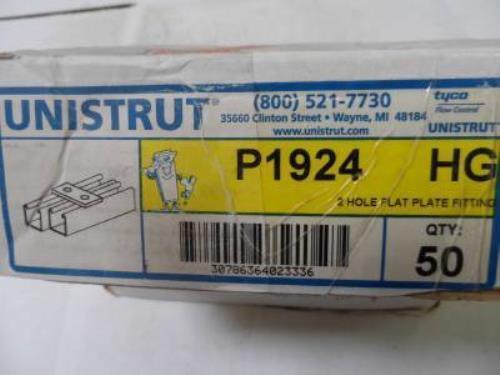 UNISTRUT®
(800) 521-7730
35660 Clinton Street • Wayne, MI 48184
www.unistrut.com
tyco
Flow Control
UNISTRUT
P1924 HG
2 HOLE FLAT PLATE FITTING
QTY:
50
30786364023336